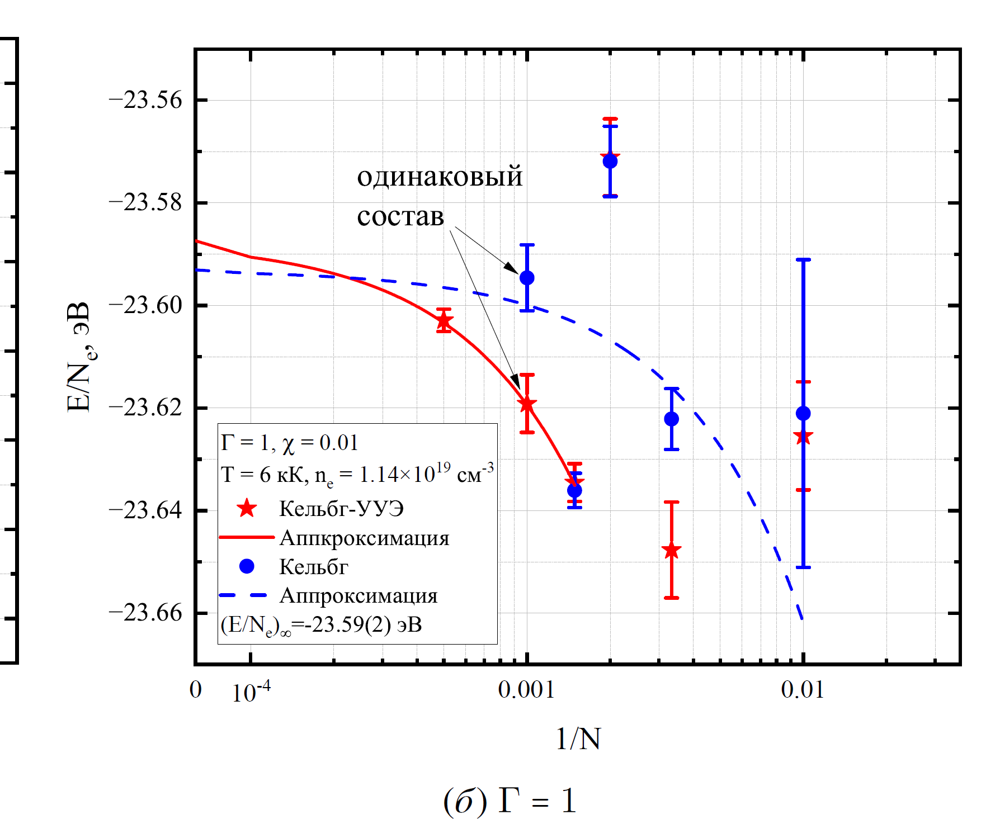 −23.56
−23.58
−23.60
−23.62
−23.64
−23.66
E/Nₑ, эВ
одинаковый
состав
Γ = 1, χ = 0.01
T = 6 кК, nₑ = 1.14×10¹⁹ см⁻³
Кельбг-УУЭ
Аппкроксимация
Кельбг
Аппроксимация
(E/Nₑ)∞=-23.59(2) эВ
0 10⁻⁴ 0.001 0.01
1/N
(б) Γ = 1